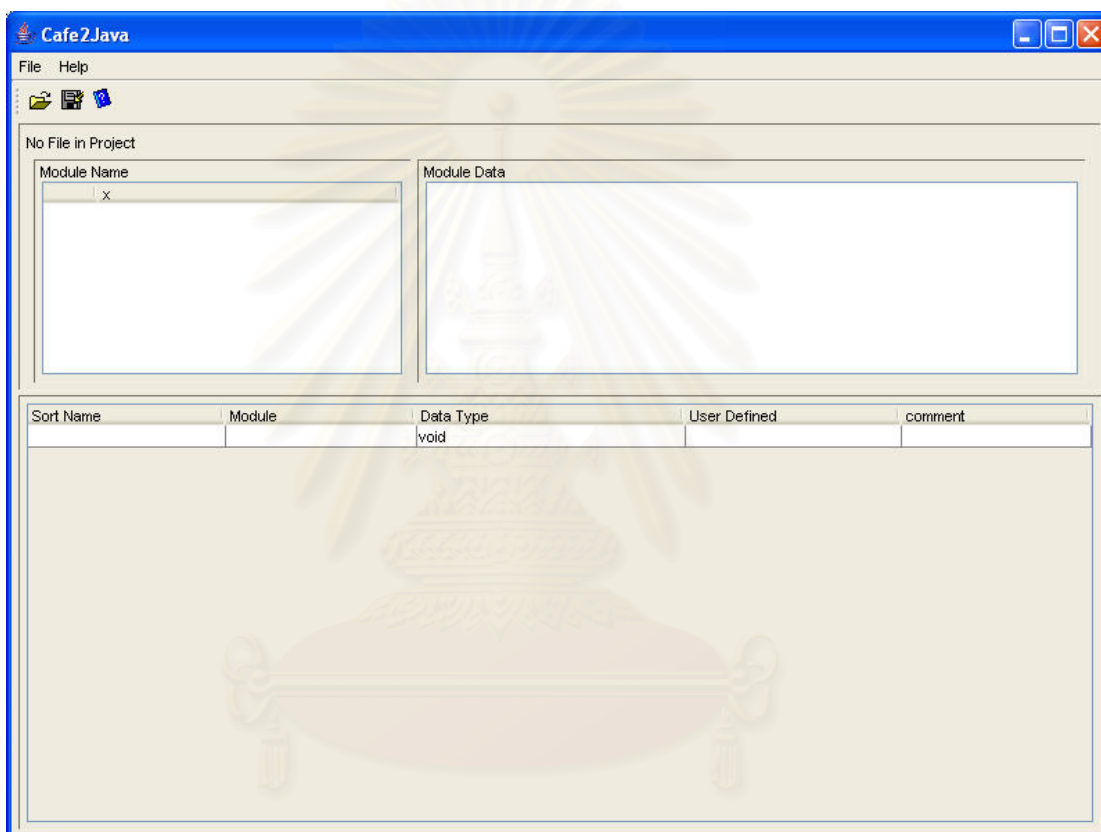 Cafe2Java
File Help
No File in Project
Module Name
Module Data
x
Sort Name Module Data Type User Defined comment
void